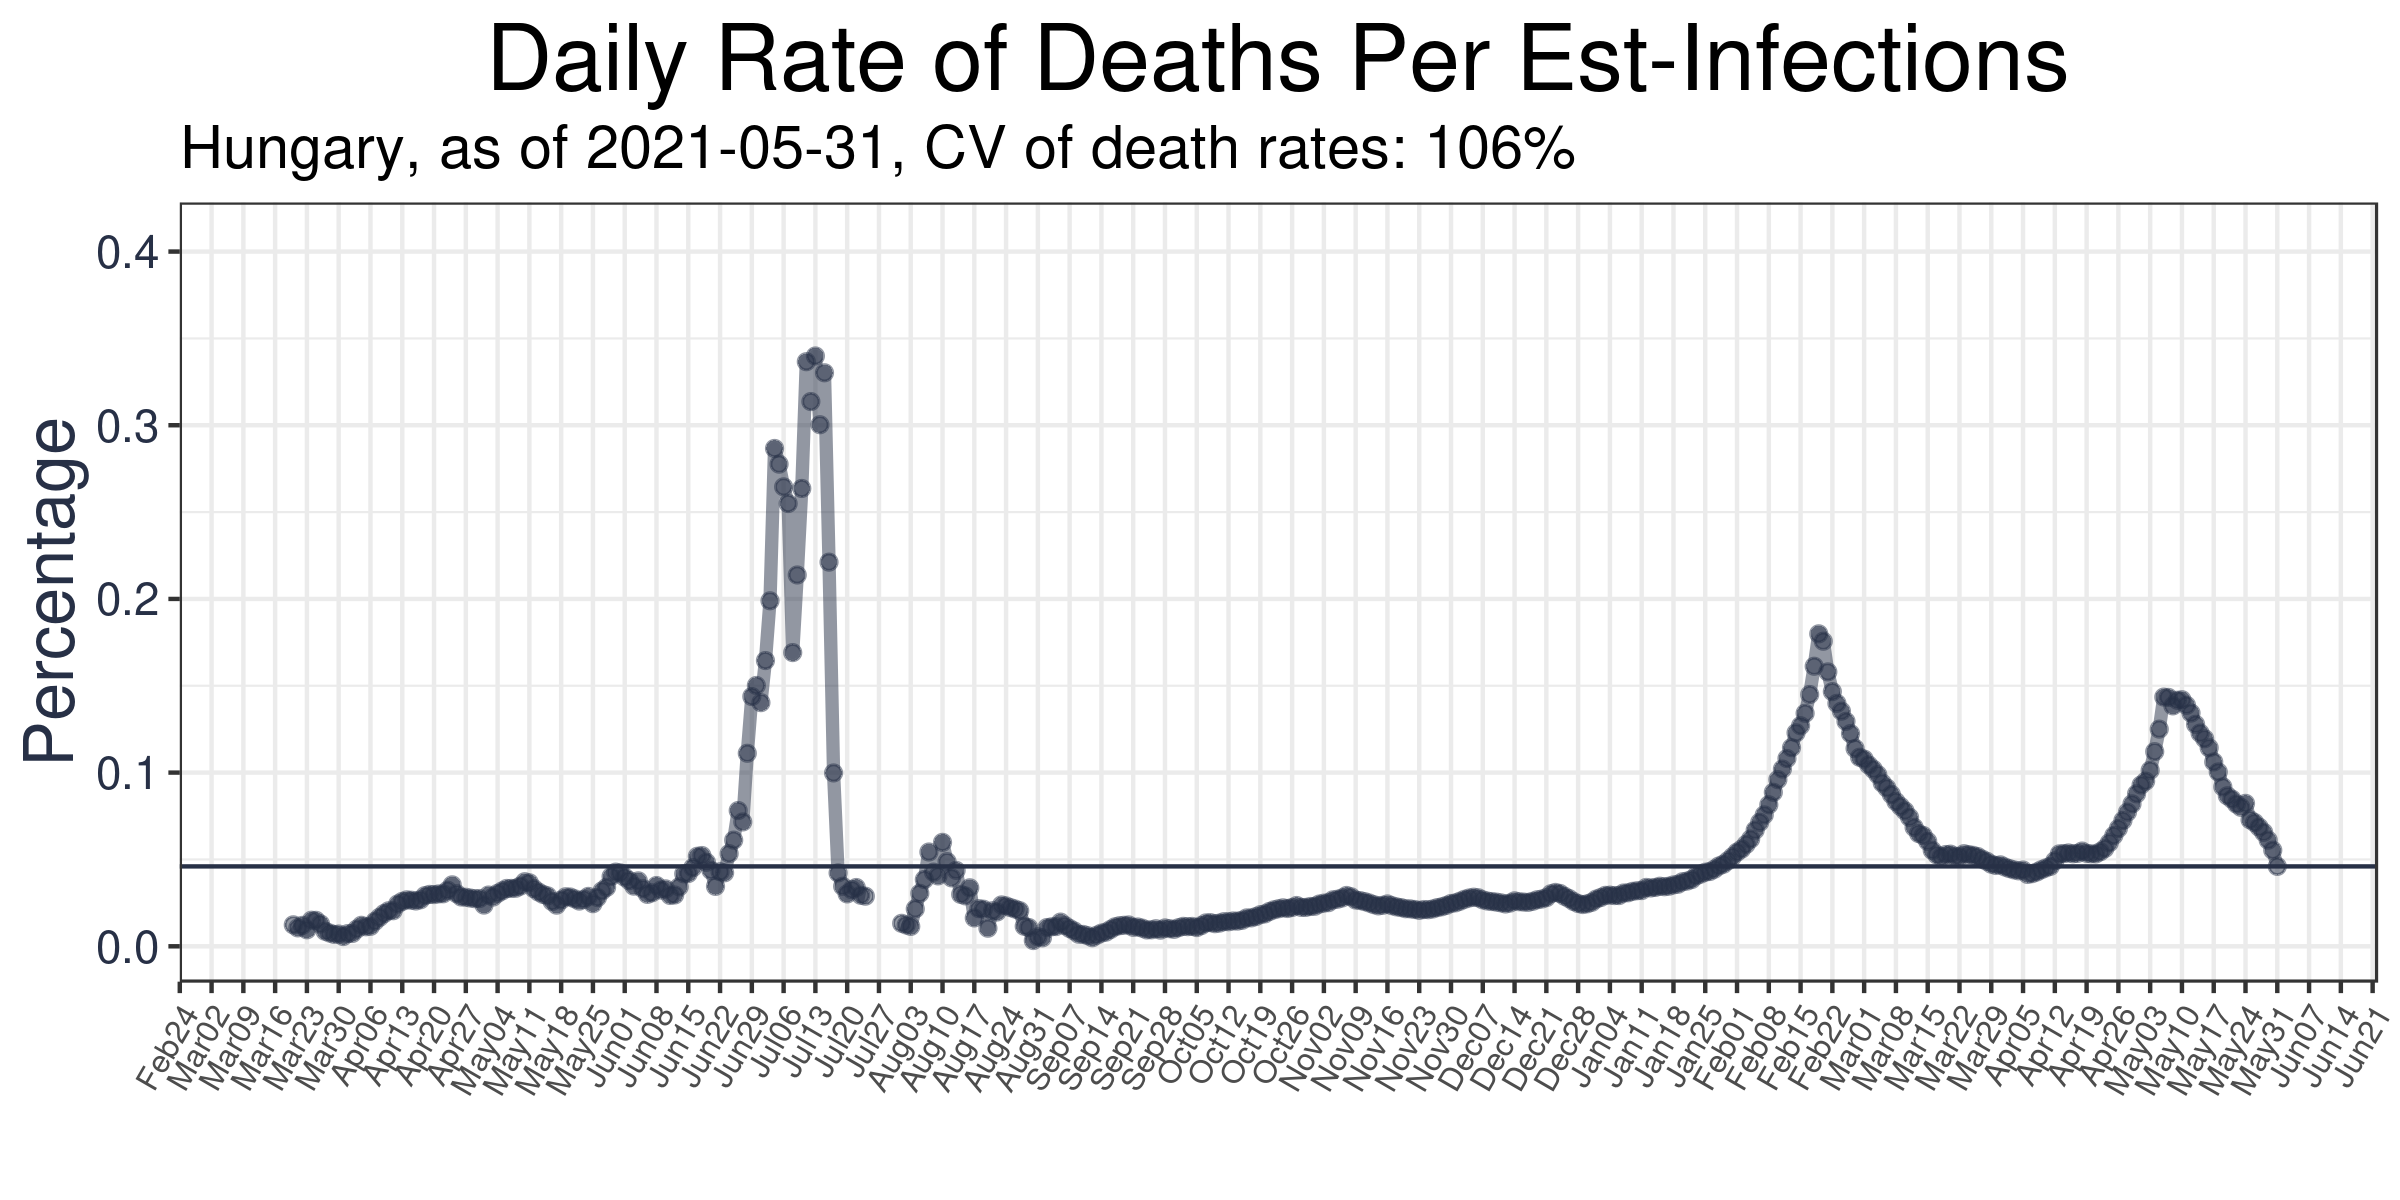 Daily Rate of Deaths Per Est-Infections
Hungary, as of 2021-05-31, CV of death rates: 106%
Percentage
0.4
0.3
0.2
0.1
0.0
Feb24
Mar02
Mar09
Mar16
Mar23
Mar30
Apr06
Apr13
Apr20
Apr27
May04
May11
May18
May25
Jun01
Jun08
Jun15
Jun22
Jun29
Jul06
Jul13
Jul20
Jul27
Aug03
Aug10
Aug17
Aug24
Aug31
Sep07
Sep14
Sep21
Sep28
Oct05
Oct12
Oct19
Oct26
Nov02
Nov09
Nov16
Nov23
Nov30
Dec07
Dec14
Dec21
Dec28
Jan04
Jan11
Jan18
Jan25
Feb01
Feb08
Feb15
Feb22
Mar01
Mar08
Mar15
Mar22
Mar29
Apr05
Apr12
Apr19
Apr26
May03
May10
May17
May24
May31
Jun07
Jun14
Jun21